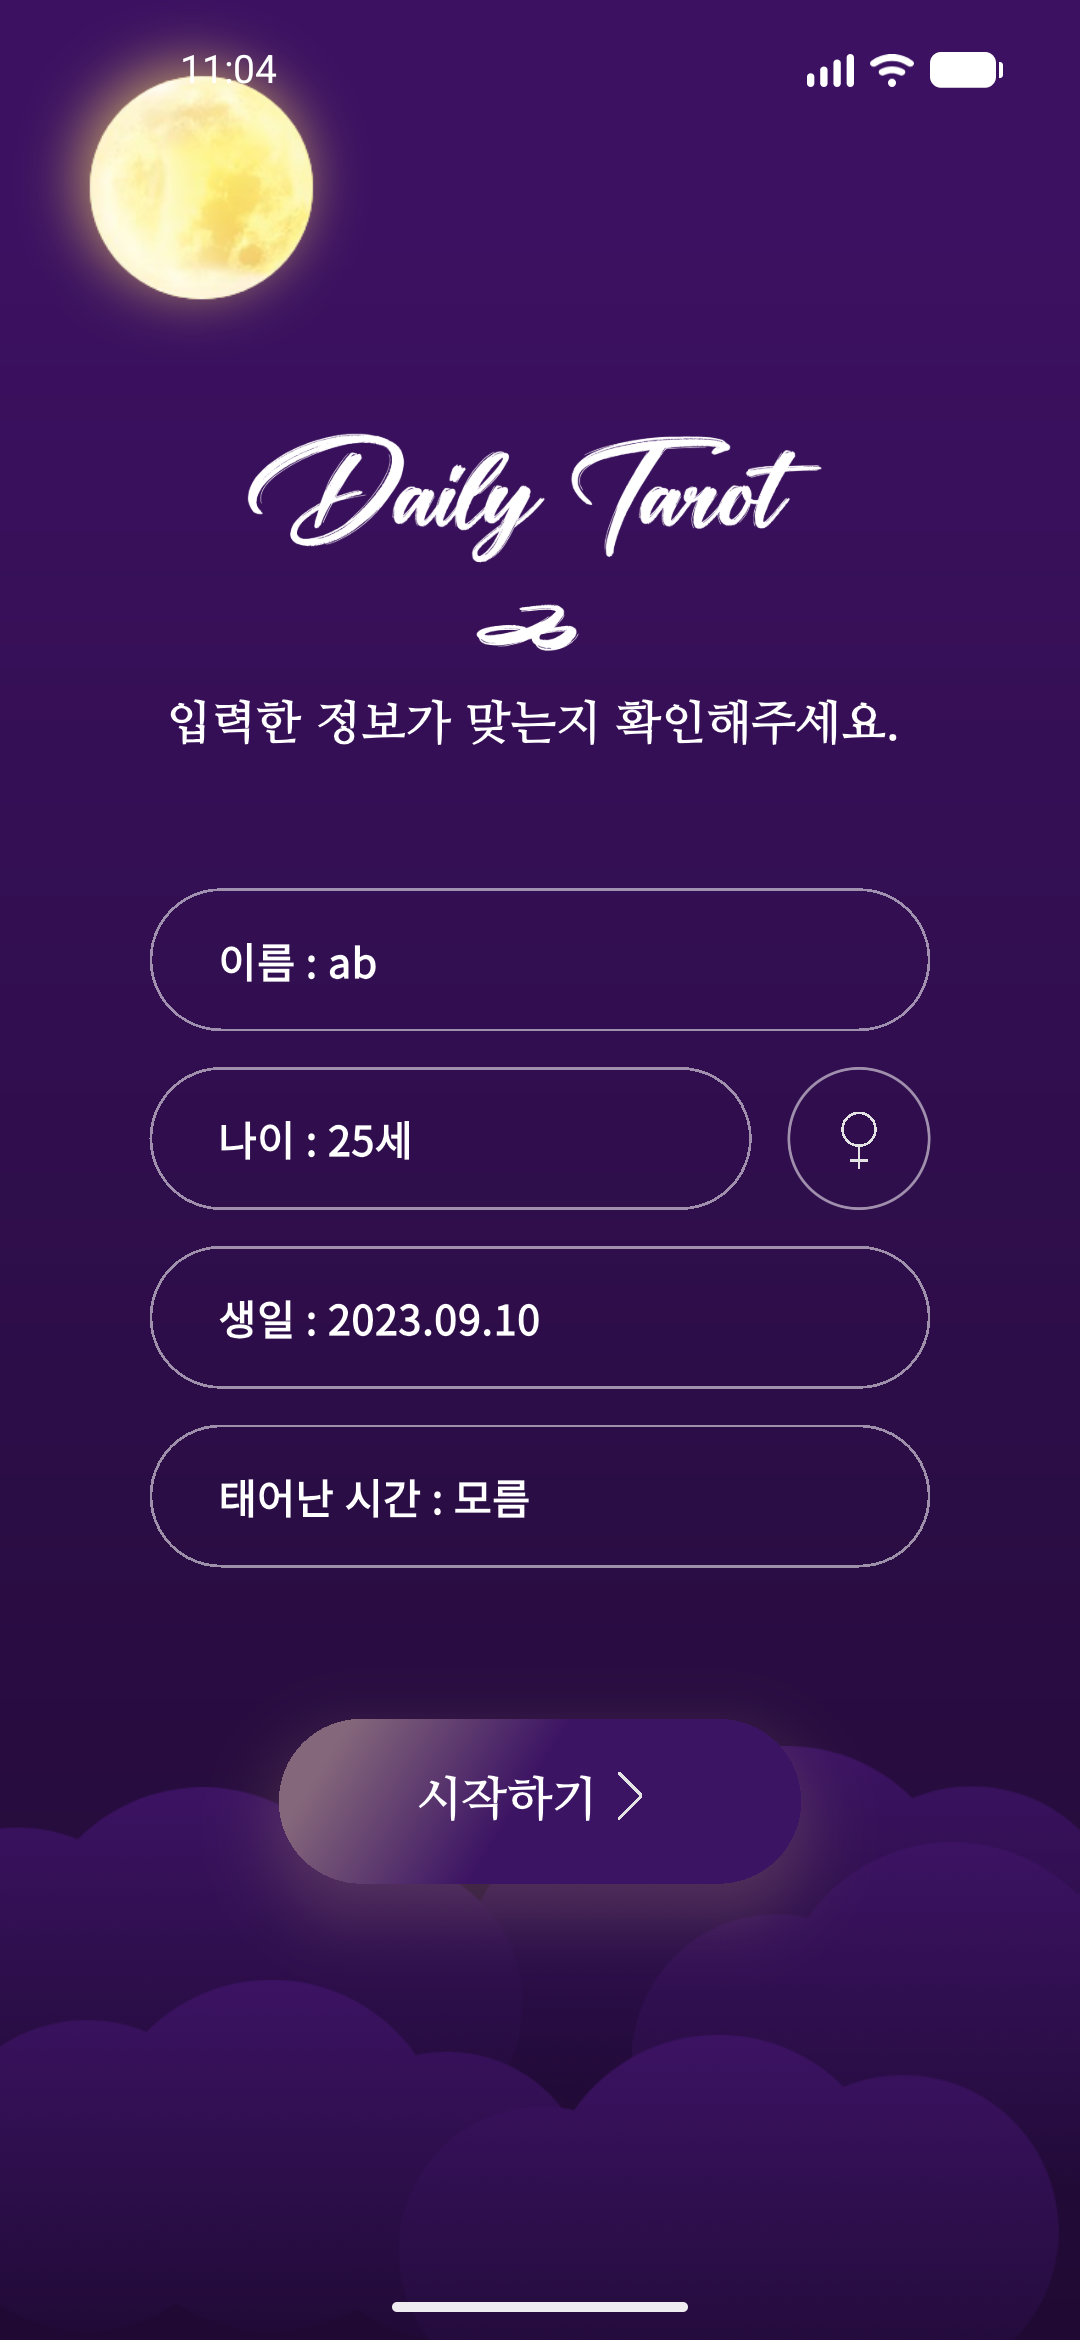 11:04
Daily Tarot
입력한 정보가 맞는지 확인해주세요.
이름 : ab
나이 : 25세
생일 : 2023.09.10
태어난 시간 : 모름
시작하기